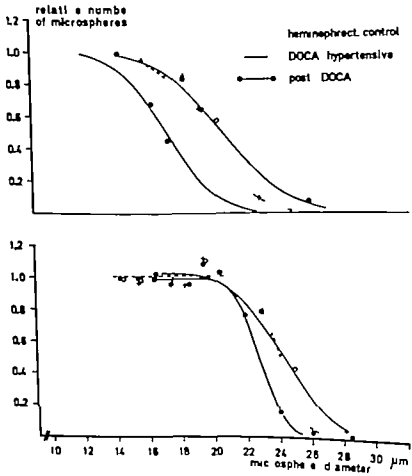 relati e numbe
of microspheres
heminephrect. control
DOCA hypertensive
post DOCA
1.0
0.8
0.6
0.4
0.2
1.2
1.0
0.8
0.6
0.4
0.2
10 12 14 16 18 20 22 24 26 28 30 μm
mic osphe e d ameter